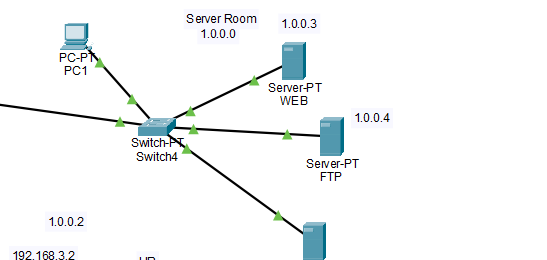 Server Room
1.0.0.0
1.0.0.3
PC-PT
PC1
Server-PT
WEB
1.0.0.4
Switch-PT
Switch4
Server-PT
FTP
1.0.0.2
192.168.3.2